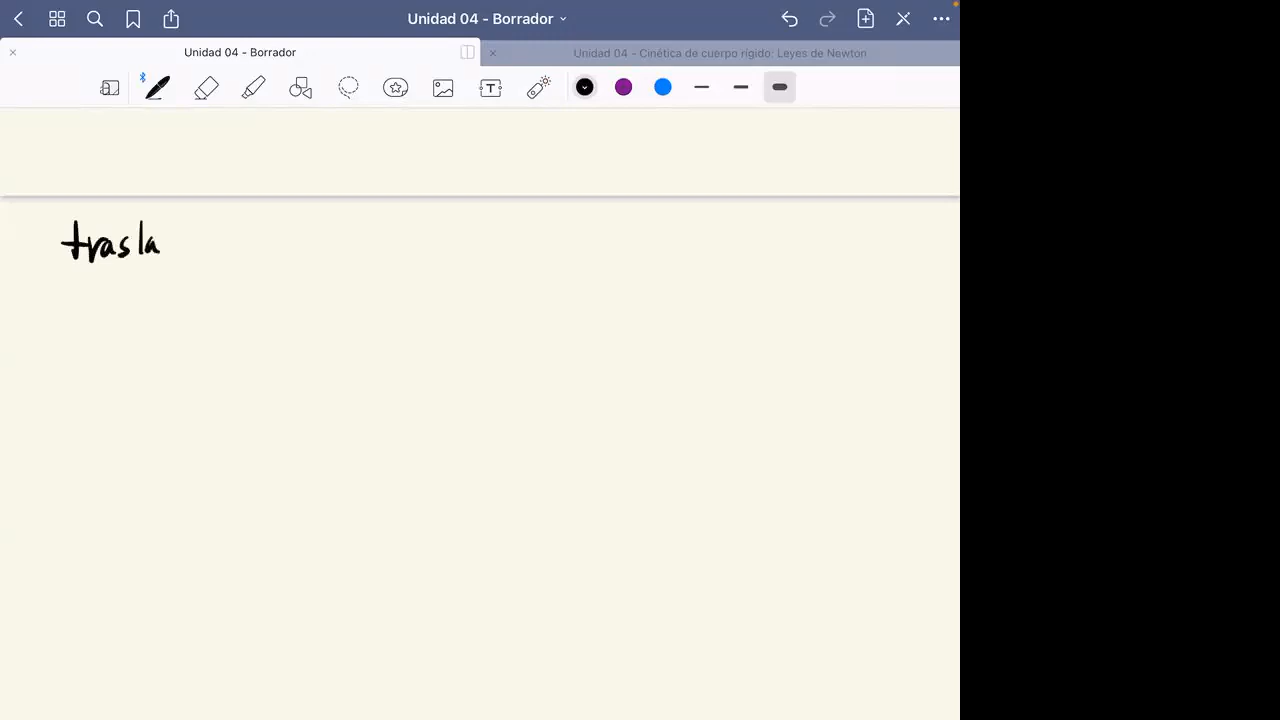 Unidad 04 - Borrador
Unidad 04 - Borrador
Unidad 04 - Cinética de cuerpo rígido: Leyes de Newton
T
trasla